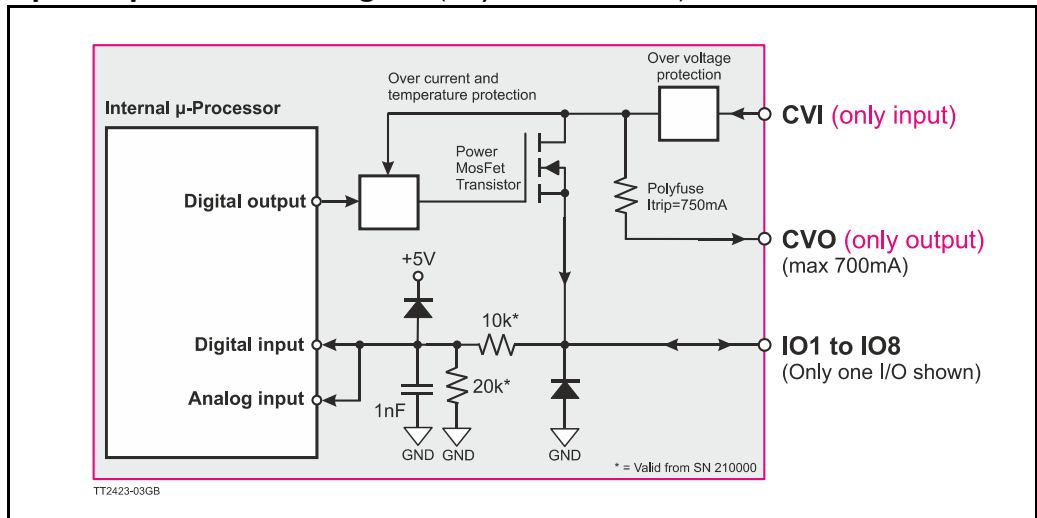 Over voltage
protection
Over current and
temperature protection
Internal µ-Processor
CVI (only input)
Power
MosFet
Transistor
Polyfuse
Itrip=750mA
Digital output
CVO (only output)
(max 700mA)
+5V
10k*
Digital input
IO1 to IO8
(Only one I/O shown)
20k*
Analog input
1nF
GND GND
GND
* = Valid from SN 210000
TT2423-03GB